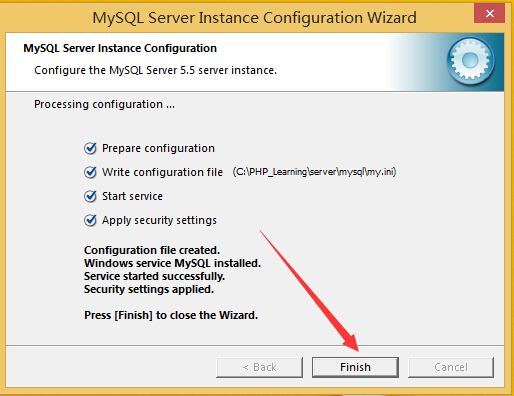 MySQL Server Instance Configuration Wizard
MySQL Server Instance Configuration
Configure the MySQL Server 5.5 server instance.
Processing configuration ...
Prepare configuration
Write configuration file (C:\PHP_Learning\server\mysql\my.ini)
Start service
Apply security settings
Configuration file created.
Windows service MySQL installed.
Service started successfully.
Security settings applied.
Press [Finish] to close the Wizard.
< Back Finish Cancel